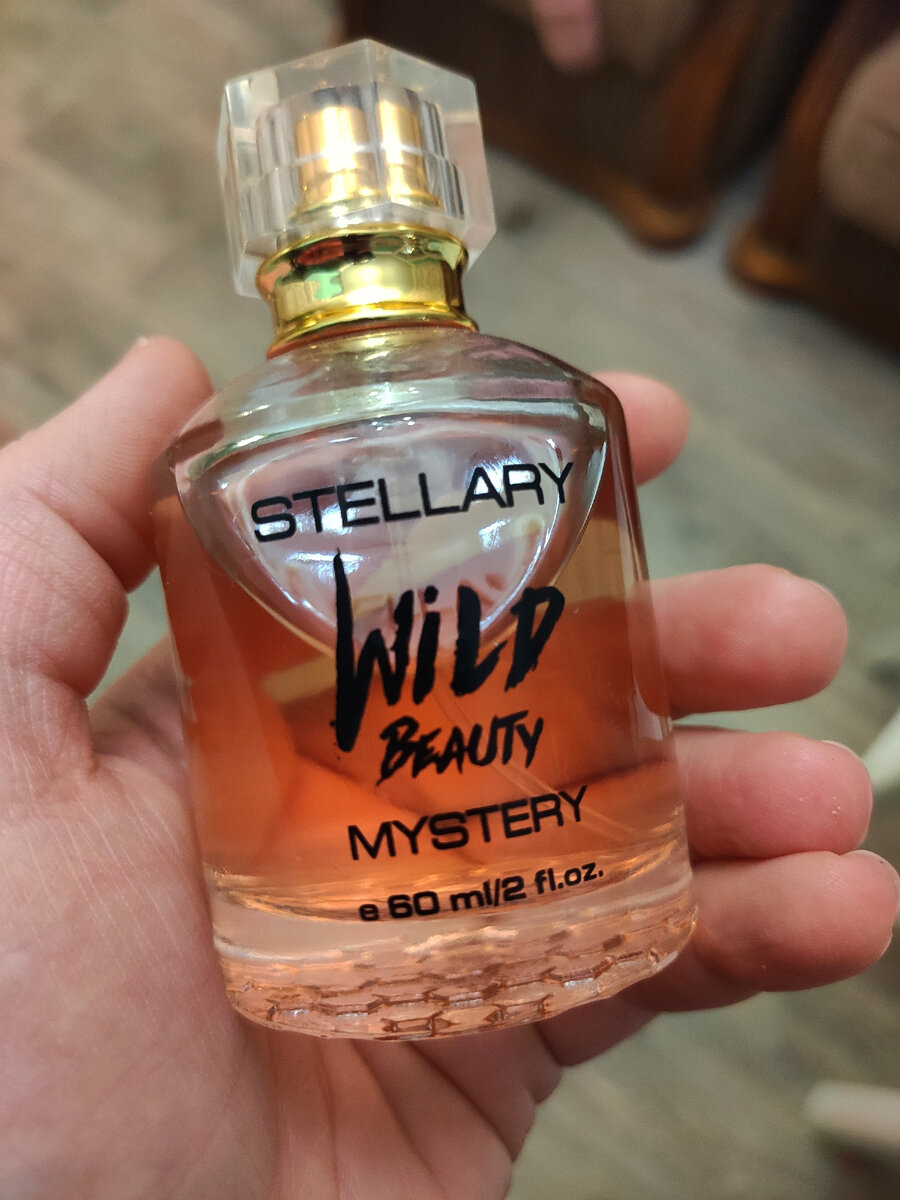 STELLARY
WiLD
BEAUTY
MYSTERY
e 60 ml/2 fl.oz.